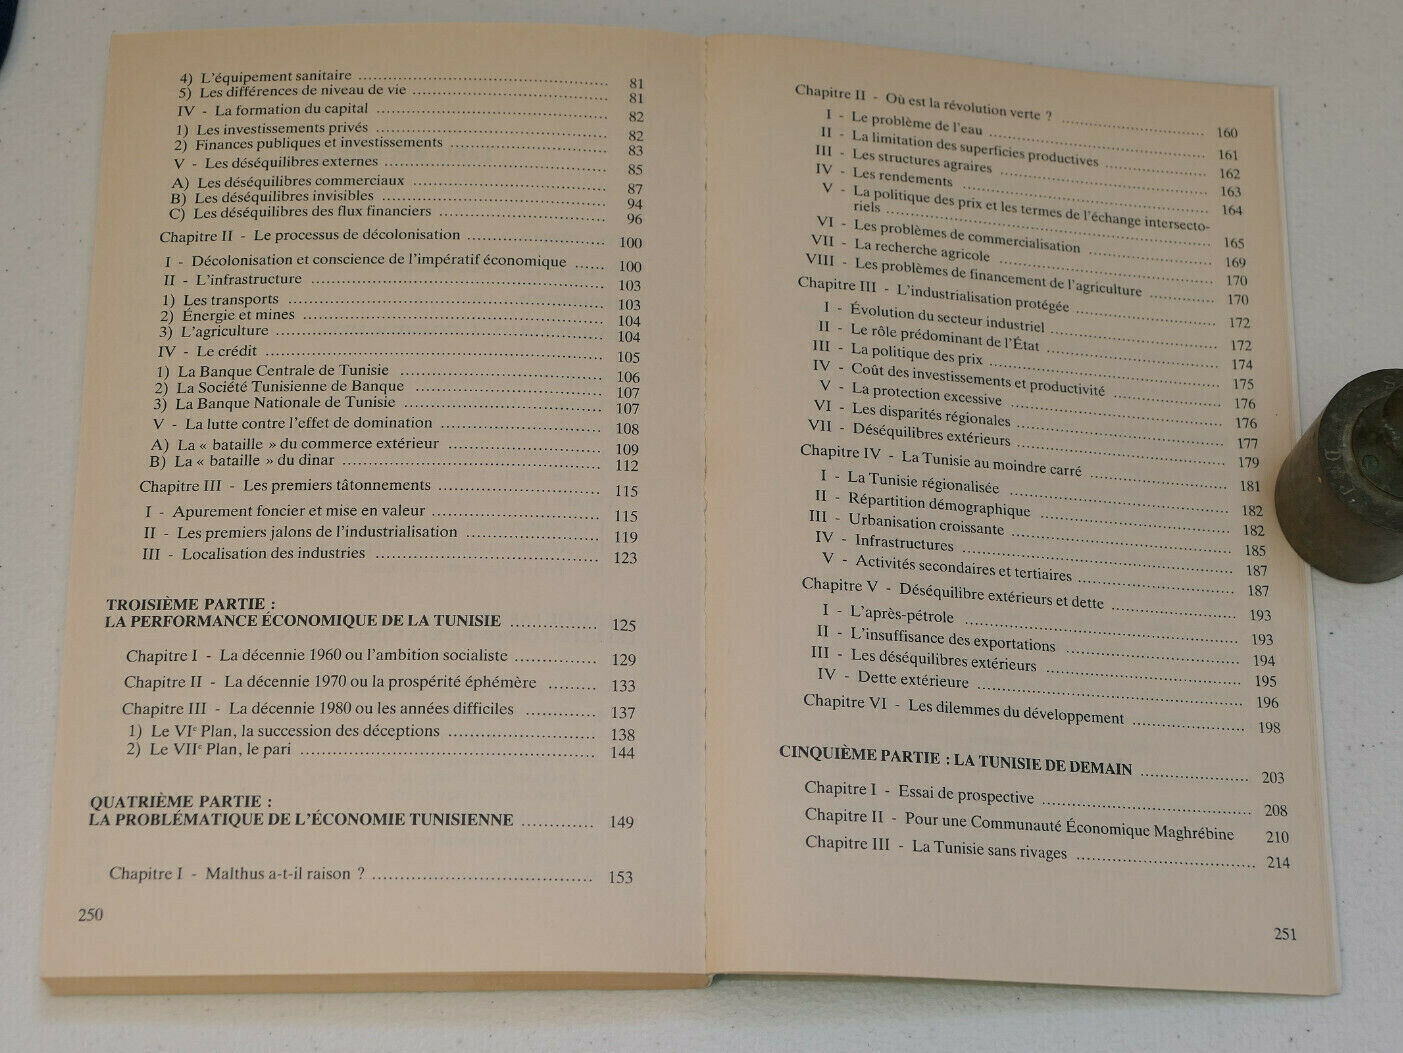 4) L'équipement sanitaire ........ 81
5) Les différences de niveau de vie ........ 81
IV - La formation du capital ........ 82
1) Les investissements privés ........ 82
2) Finances publiques et investissements ........ 83
V - Les déséquilibres externes ........ 85
A) Les déséquilibres commerciaux ........ 87
B) Les déséquilibres invisibles ........ 94
C) Les déséquilibres des flux financiers ........ 96
Chapitre II - Le processus de décolonisation ........ 100
I - Décolonisation et conscience de l'impératif économique ...... 100
II - L'infrastructure ........ 103
1) Les transports ........ 103
2) Énergie et mines ........ 104
3) L'agriculture ........ 104
IV - Le crédit ........ 105
1) La Banque Centrale de Tunisie ........ 106
2) La Société Tunisienne de Banque ........ 107
3) La Banque Nationale de Tunisie ........ 107
V - La lutte contre l'effet de domination ........ 108
A) La « bataille » du commerce extérieur ........ 109
B) La « bataille » du dinar ........ 112
Chapitre III - Les premiers tâtonnements ........ 115
I - Apurement foncier et mise en valeur ........ 115
II - Les premiers jalons de l'industrialisation ........ 119
III - Localisation des industries ........ 123
TROISIÈME PARTIE :
LA PERFORMANCE ÉCONOMIQUE DE LA TUNISIE ........ 125
Chapitre I - La décennie 1960 ou l'ambition socialiste ........ 129
Chapitre II - La décennie 1970 ou la prospérité éphémère ........ 133
Chapitre III - La décennie 1980 ou les années difficiles ........ 137
1) Le VIe Plan, la succession des déceptions ........ 138
2) Le VIIe Plan, le pari ........ 144
QUATRIÈME PARTIE :
LA PROBLÉMATIQUE DE L'ÉCONOMIE TUNISIENNE ........ 149
Chapitre I - Malthus a-t-il raison ? ........ 153
250
Chapitre II - Où est la révolution verte ? ........ 160
I - Le problème de l'eau ........ 161
II - La limitation des superficies productives ........ 162
III - Les structures agraires ........ 163
IV - Les rendements ........ 164
V - La politique des prix et les termes de l'échange intersecto-
riels ........ 165
VI - Les problèmes de commercialisation ........ 169
VII - La recherche agricole ........ 170
VIII - Les problèmes de financement de l'agriculture ........ 170
Chapitre III - L'industrialisation protégée ........ 172
I - Évolution du secteur industriel ........ 172
II - Le rôle prédominant de l'État ........ 174
III - La politique des prix ........ 175
IV - Coût des investissements et productivité ........ 176
V - La protection excessive ........ 176
VI - Les disparités régionales ........ 177
VII - Déséquilibres extérieurs ........ 179
Chapitre IV - La Tunisie au moindre carré ........ 181
I - La Tunisie régionalisée ........ 182
II - Répartition démographique ........ 182
III - Urbanisation croissante ........ 185
IV - Infrastructures ........ 187
V - Activités secondaires et tertiaires ........ 187
Chapitre V - Déséquilibre extérieurs et dette ........ 193
I - L'après-pétrole ........ 193
II - L'insuffisance des exportations ........ 194
III - Les déséquilibres extérieurs ........ 195
IV - Dette extérieure ........ 196
Chapitre VI - Les dilemmes du développement ........ 198
CINQUIÈME PARTIE : LA TUNISIE DE DEMAIN ........ 203
Chapitre I - Essai de prospective ........ 208
Chapitre II - Pour une Communauté Économique Maghrébine 210
Chapitre III - La Tunisie sans rivages ........ 214
251